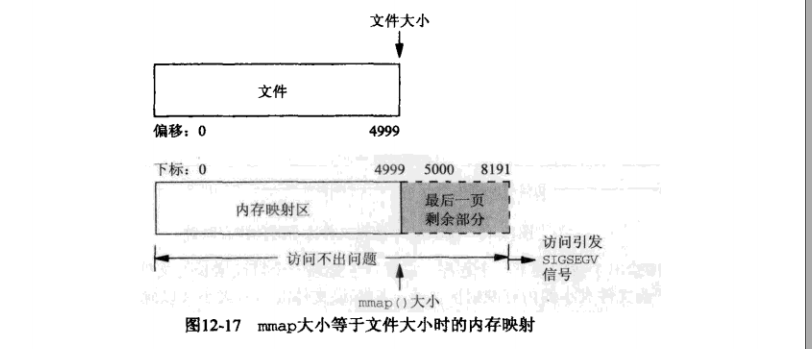 文件大小
文件
偏移：0 4999
下标：0 4999 5000 8191
内存映射区
最后一页
剩余部分
访问不出问题
访问引发
SIGSEGV
信号
mmap()大小
图12-17 mmap大小等于文件大小时的内存映射